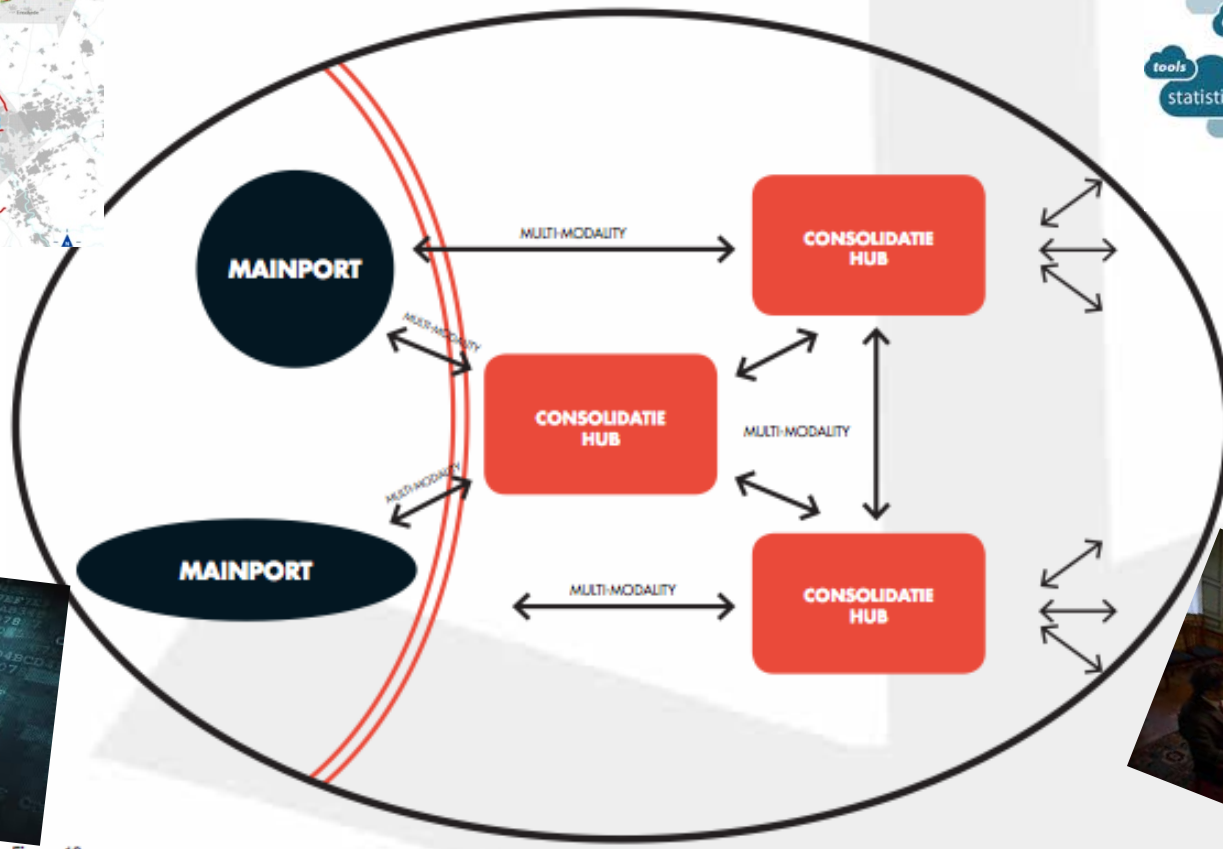 tools
statisti
MULTI-MODALITY
MAINPORT
CONSOLIDATIE
HUB
MULTI-MODALITY
CONSOLIDATIE
HUB
MULTI-MODALITY
MULTI-MODALITY
MAINPORT
MULTI-MODALITY
CONSOLIDATIE
HUB